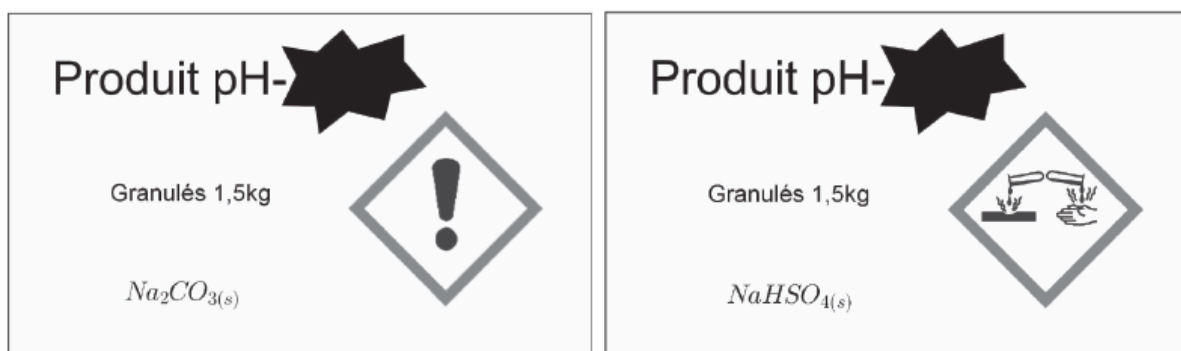 Produit pH-
Granulés 1,5kg
Na₂CO₃(s)
Produit pH-
Granulés 1,5kg
NaHSO₄(s)